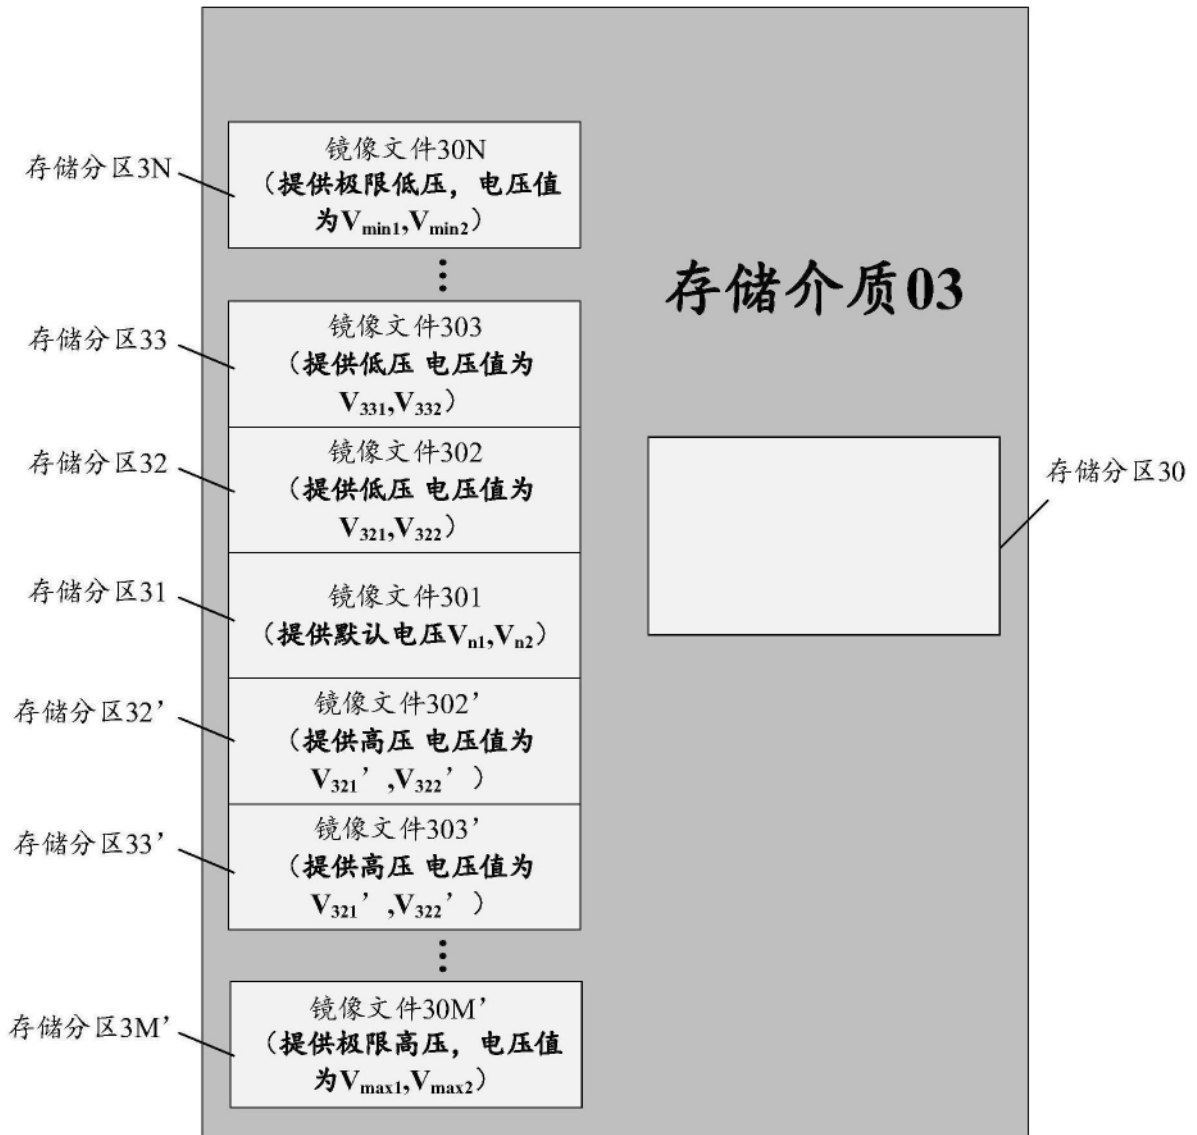 存储分区3N
镜像文件30N
（提供极限低压，电压值
为Vmin1,Vmin2）
⋮
存储介质03
存储分区33
镜像文件303
（提供低压 电压值为
V331,V332）
存储分区32
镜像文件302
（提供低压 电压值为
V321,V322）
存储分区30
存储分区31
镜像文件301
（提供默认电压Vn1,Vn2）
存储分区32’
镜像文件302’
（提供高压 电压值为
V321’,V322’）
存储分区33’
镜像文件303’
（提供高压 电压值为
V321’,V322’）
⋮
存储分区3M’
镜像文件30M’
（提供极限高压，电压值
为Vmax1,Vmax2）